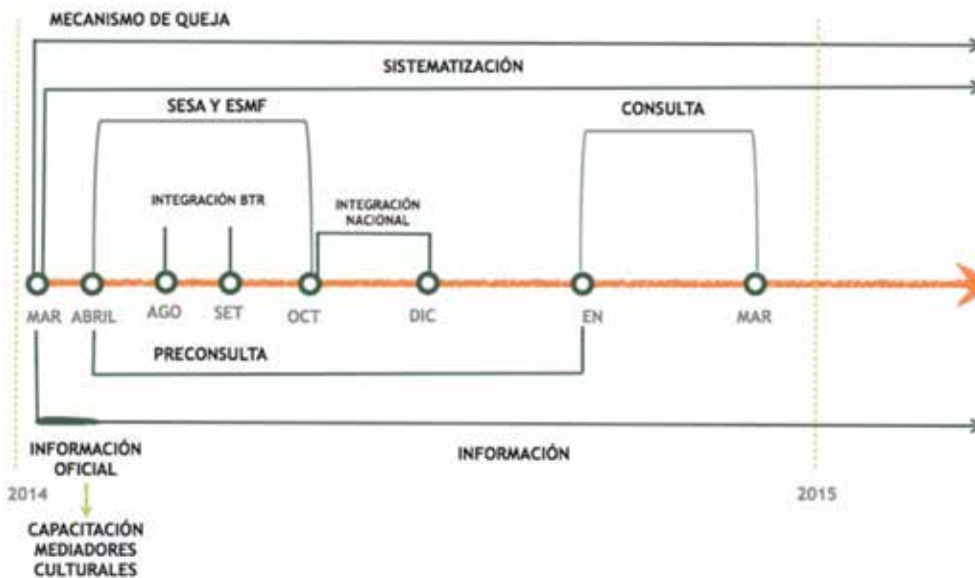 MECANISMO DE QUEJA
SISTEMATIZACIÓN
SESA Y ESMF
CONSULTA
INTEGRACIÓN BTR
INTEGRACIÓN
NACIONAL
MAR
ABRIL
AGO
SET
OCT
DIC
EN
MAR
PRECONSULTA
INFORMACIÓN
OFICIAL
INFORMACIÓN
2014
2015
CAPACITACIÓN
MEDIADORES
CULTURALES